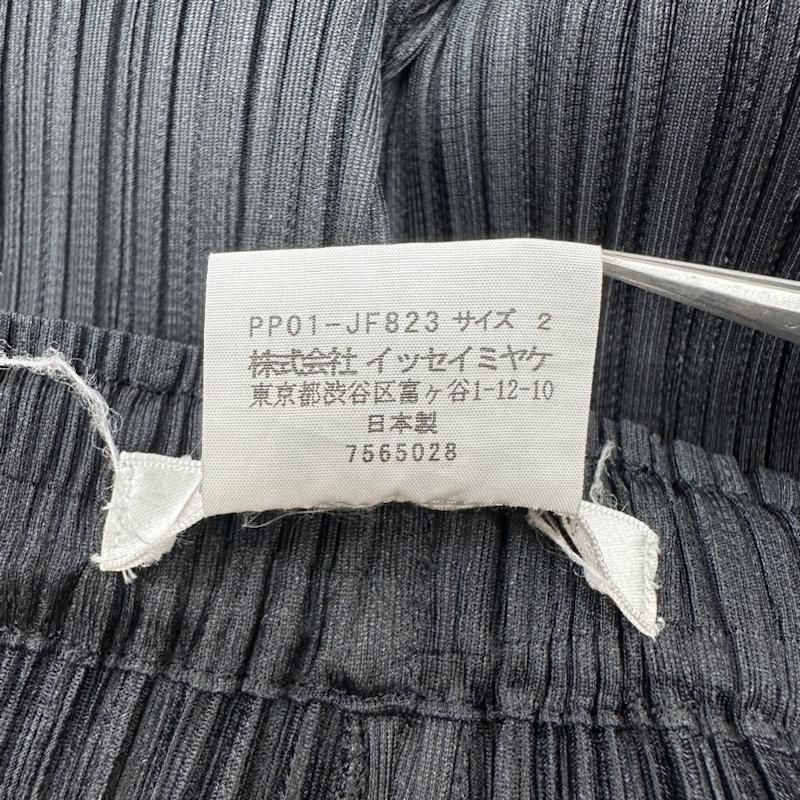 PP01-JF823 サイズ 2
株式会社 イッセイミヤケ
東京都渋谷区富ヶ谷1-12-10
日本製
7565028